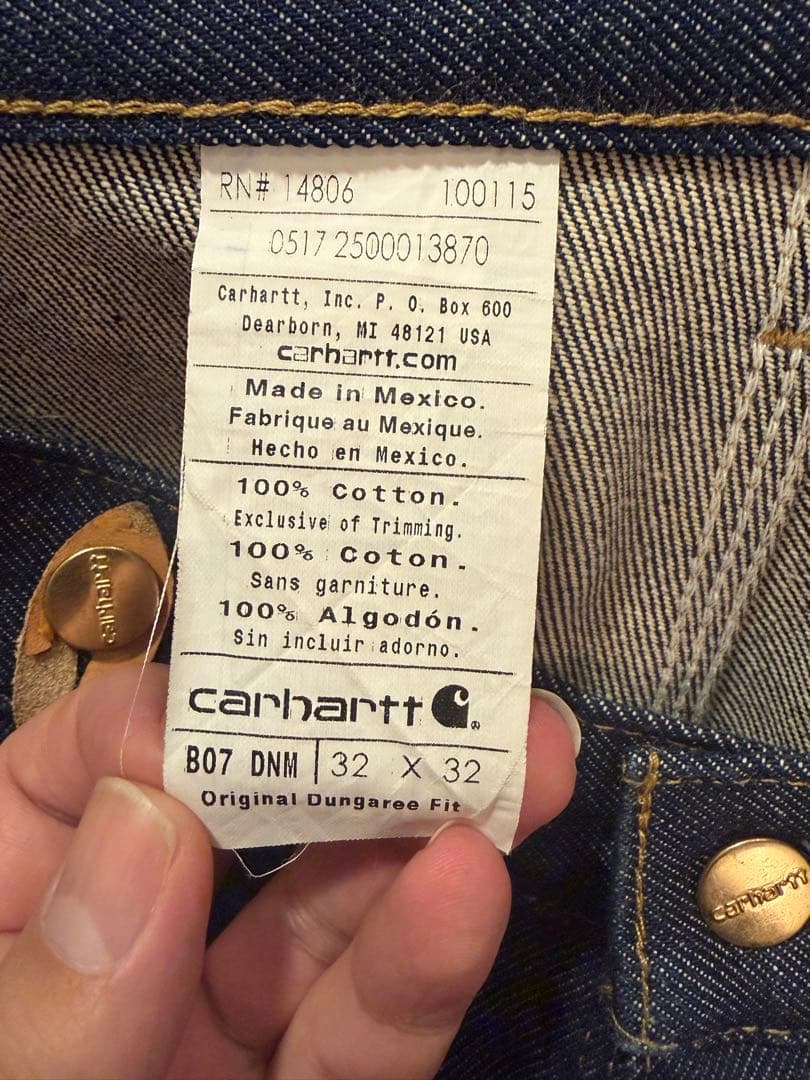 RN# 14806 100115
0517 2500013870
Carhartt, Inc. P. O. Box 600
Dearborn, MI 48121 USA
carhartt.com
Made in Mexico.
Fabrique au Mexique.
Hecho en Mexico.
100% Cotton.
Exclusive of Trimming.
100% Coton.
Sans garniture.
100% Algodón.
Sin incluir adorno.
carhartt
B07 DNM 32 X 32
Original Dungaree Fit
carhartt
carhartt